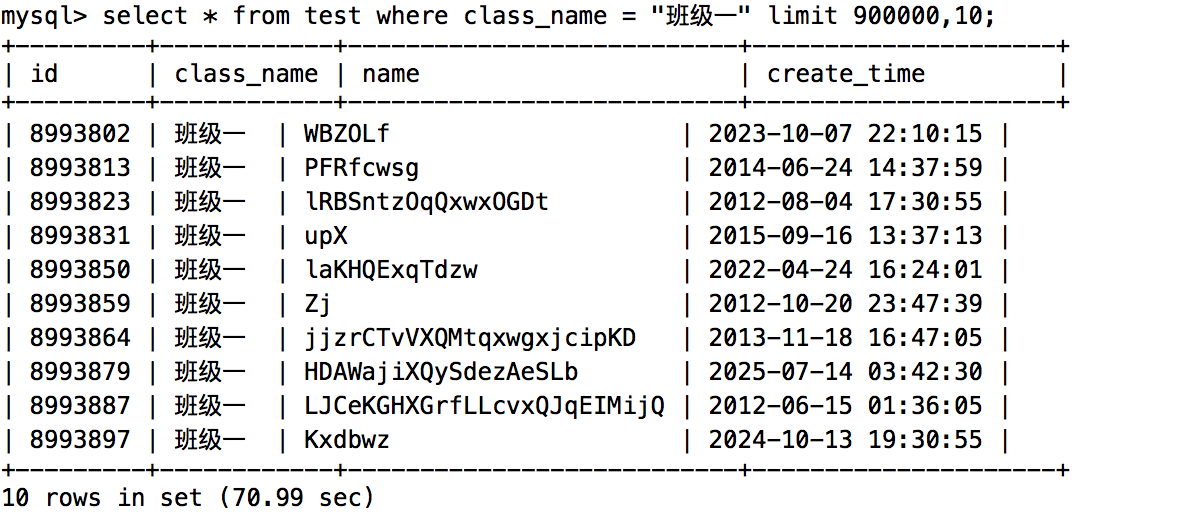 mysql> select * from test where class_name = "班级一" limit 900000,10;
+---------+------------+---------------------------+---------------------+
| id      | class_name | name                      | create_time         |
+---------+------------+---------------------------+---------------------+
| 8993802 | 班级一  | WBZOLf                    | 2023-10-07 22:10:15 |
| 8993813 | 班级一  | PFRfcwsg                  | 2014-06-24 14:37:59 |
| 8993823 | 班级一  | lRBSntzOqQxwxOGDt         | 2012-08-04 17:30:55 |
| 8993831 | 班级一  | upX                       | 2015-09-16 13:37:13 |
| 8993850 | 班级一  | laKHQExqTdzw              | 2022-04-24 16:24:01 |
| 8993859 | 班级一  | Zj                        | 2012-10-20 23:47:39 |
| 8993864 | 班级一  | jjzrCTvVXQMtqxwgxjcipKD   | 2013-11-18 16:47:05 |
| 8993879 | 班级一  | HDAWajiXQySdezAeSLb       | 2025-07-14 03:42:30 |
| 8993887 | 班级一  | LJCeKGHXGrfLLcvxQJqEIMijQ | 2012-06-15 01:36:05 |
| 8993897 | 班级一  | Kxdbwz                    | 2024-10-13 19:30:55 |
+---------+------------+---------------------------+---------------------+
10 rows in set (70.99 sec)